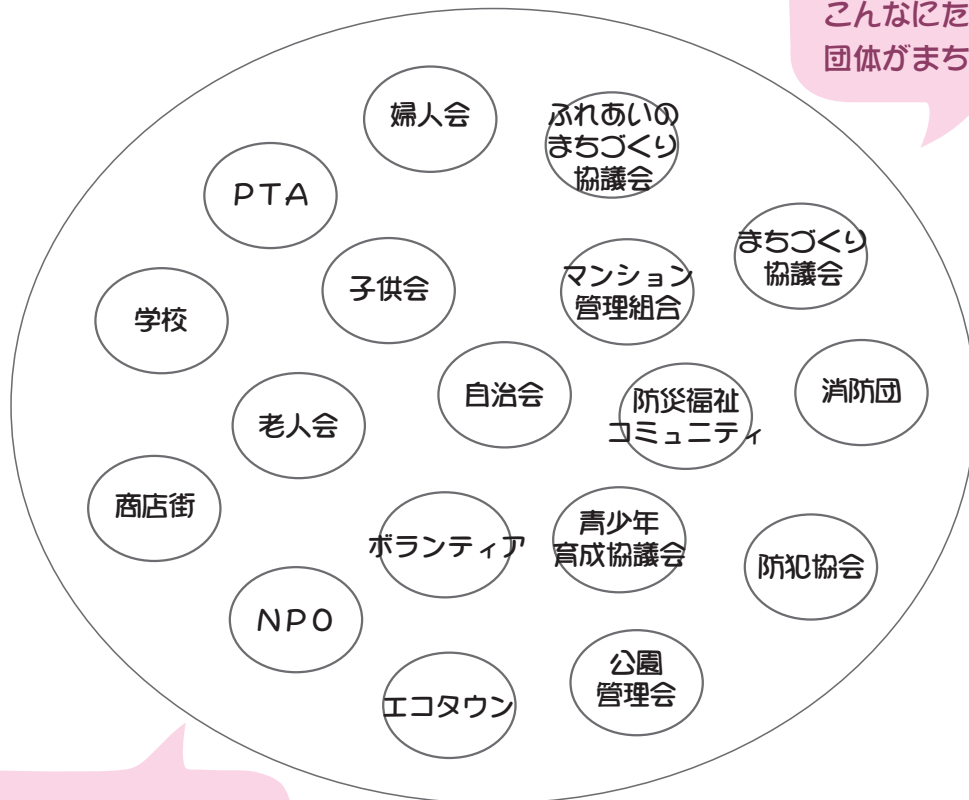 こんなにた
団体がまち
婦人会
ふれあいの
まちづくり
協議会
PTA
まちづくり
協議会
子供会
マンション
管理組合
学校
自治会
防災福祉
コミュニティ
消防団
老人会
商店街
ボランティア
青少年
育成協議会
防犯協会
NPO
公園
管理会
エコタウン